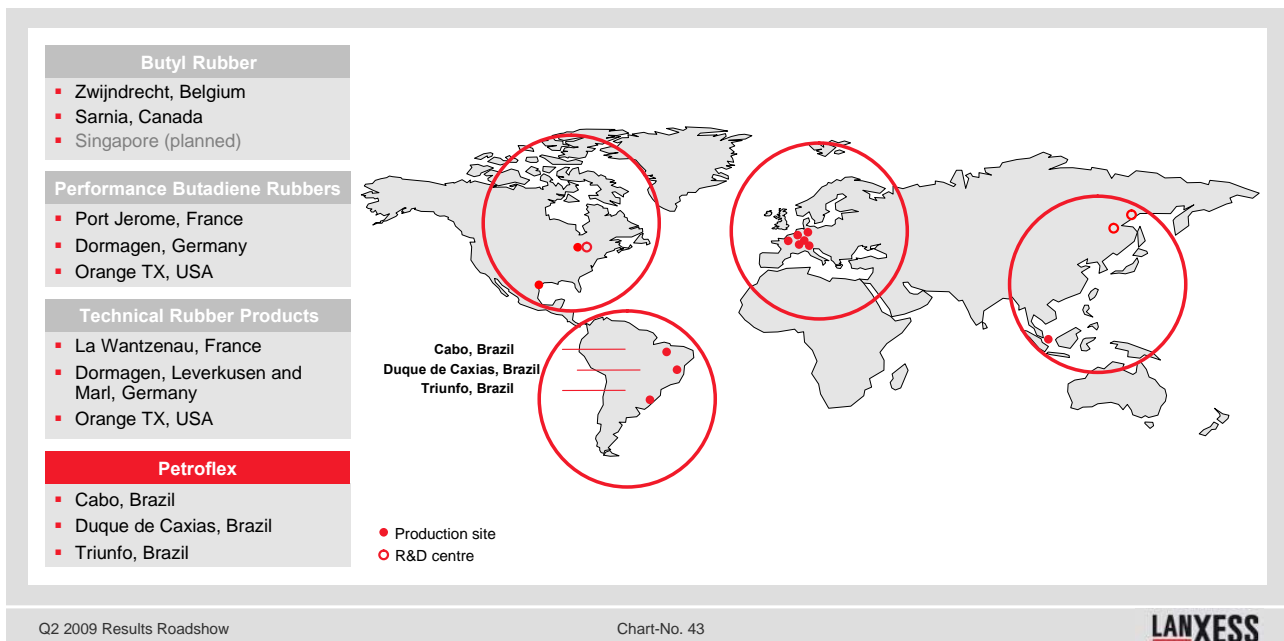 Butyl Rubber
Zwijndrecht, Belgium
Sarnia, Canada
Singapore (planned)
Performance Butadiene Rubbers
Port Jerome, France
Dormagen, Germany
Orange TX, USA
Technical Rubber Products
La Wantzenau, France
Dormagen, Leverkusen and
Marl, Germany
Orange TX, USA
Petroflex
Cabo, Brazil
Duque de Caxias, Brazil
Triunfo, Brazil
Cabo, Brazil
Duque de Caxias, Brazil
Triunfo, Brazil
Production site
R&D centre
Q2 2009 Results Roadshow
Chart-No. 43
LANXESS